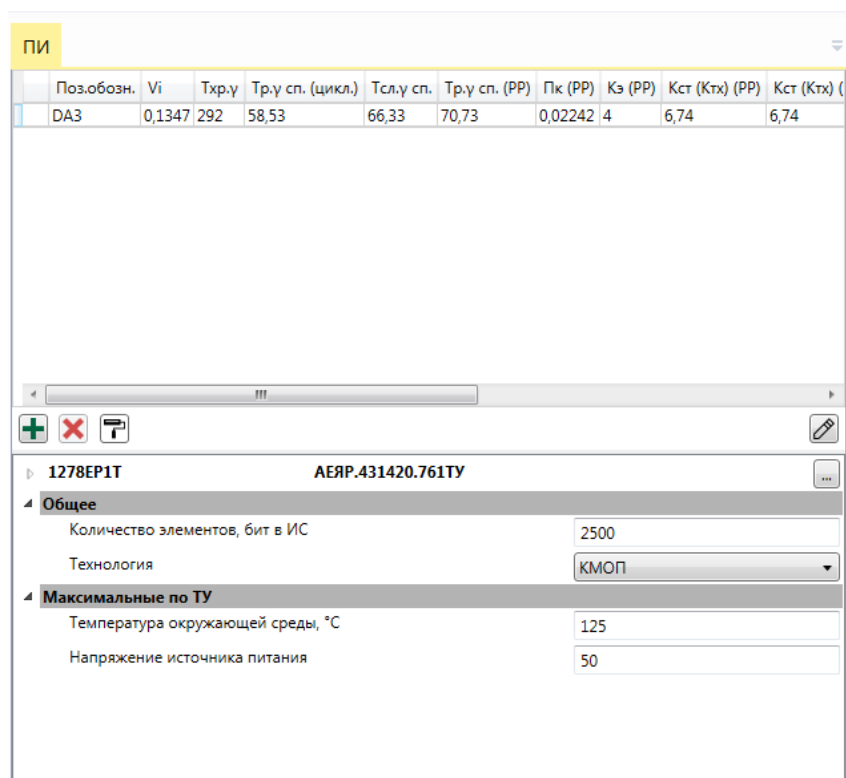 ПИ
Поз.обозн. Vi Тхр.у Тр.у сп. (цикл.) Тсл.у сп. Тр.у сп. (РР) Пк (РР) Кэ (РР) Кст (Ктх) (РР) Кст (Ктх) (
DA3 0,1347 292 58,53 66,33 70,73 0,02242 4 6,74 6,74
1278ЕР1Т АЕЯР.431420.761ТУ ...
Общее
Количество элементов, бит в ИС 2500
Технология КМОП
Максимальные по ТУ
Температура окружающей среды, °С 125
Напряжение источника питания 50